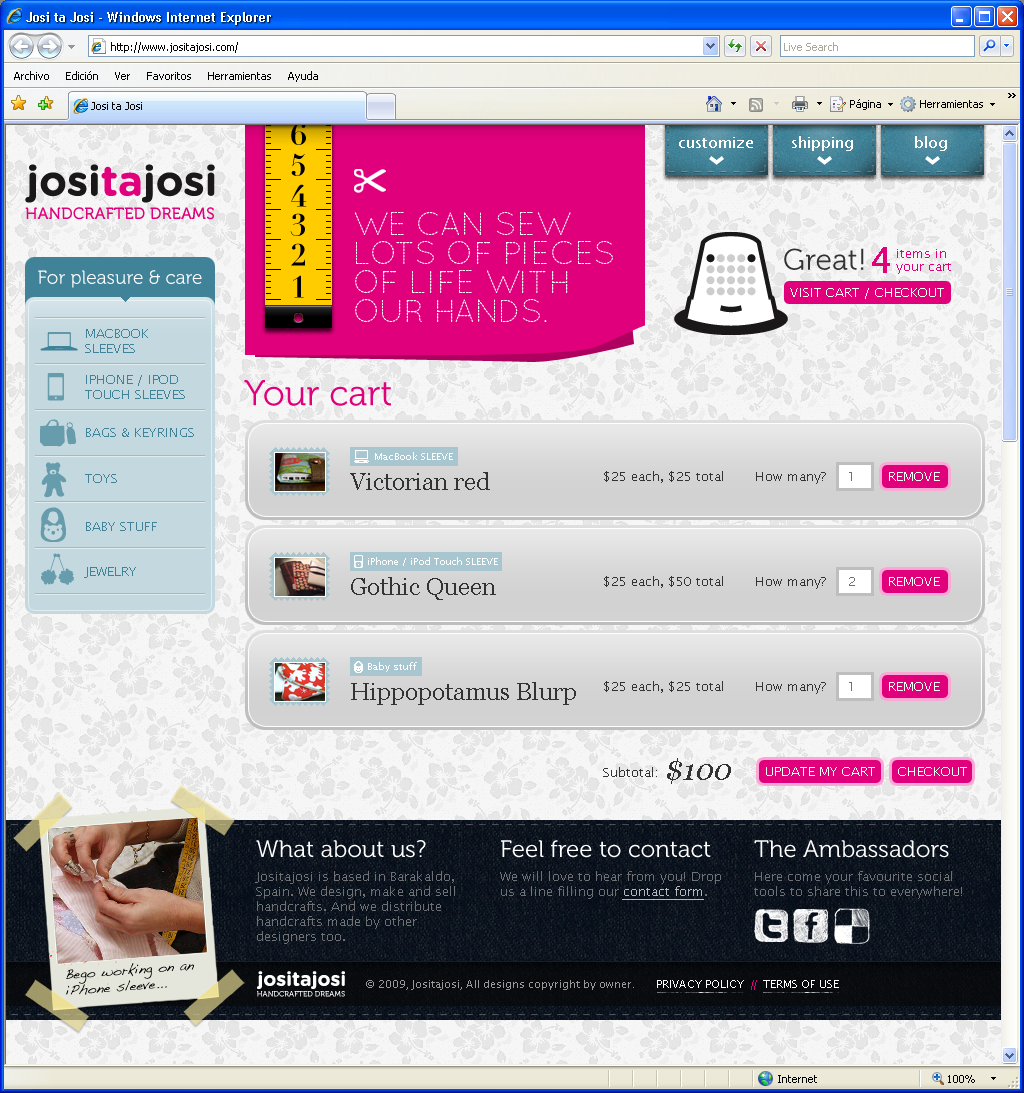 Josi ta Josi - Windows Internet Explorer
http://www.jositajosi.com/
Live Search
Archivo Edición Ver Favoritos Herramientas Ayuda
Josi ta Josi
Página Herramientas
jositajosi
HANDCRAFTED DREAMS
6
5
4
3
2
1
WE CAN SEW
LOTS OF PIECES
OF LIFE WITH
OUR HANDS.
customize shipping blog
Great! 4 items in
your cart
VISIT CART / CHECKOUT
For pleasure & care
MACBOOK
SLEEVES
IPHONE / IPOD
TOUCH SLEEVES
BAGS & KEYRINGS
TOYS
BABY STUFF
JEWELRY
Your cart
MacBook SLEEVE
Victorian red $25 each, $25 total How many? 1 REMOVE
iPhone / iPod Touch SLEEVE
Gothic Queen $25 each, $50 total How many? 2 REMOVE
Baby stuff
Hippopotamus Blurp $25 each, $25 total How many? 1 REMOVE
Subtotal: $100 UPDATE MY CART CHECKOUT
Bego working on an
iPhone sleeve...
What about us?
Jositajosi is based in Barakaldo,
Spain. We design, make and sell
handcrafts. And we distribute
handcrafts made by other
designers too.
Feel free to contact
We will love to hear from you! Drop
us a line filling our contact form.
The Ambassadors
Here come your favourite social
tools to share this to everywhere!
t f
jositajosi
HANDCRAFTED DREAMS
© 2009, Jositajosi, All designs copyright by owner. PRIVACY POLICY // TERMS OF USE
Internet 100%